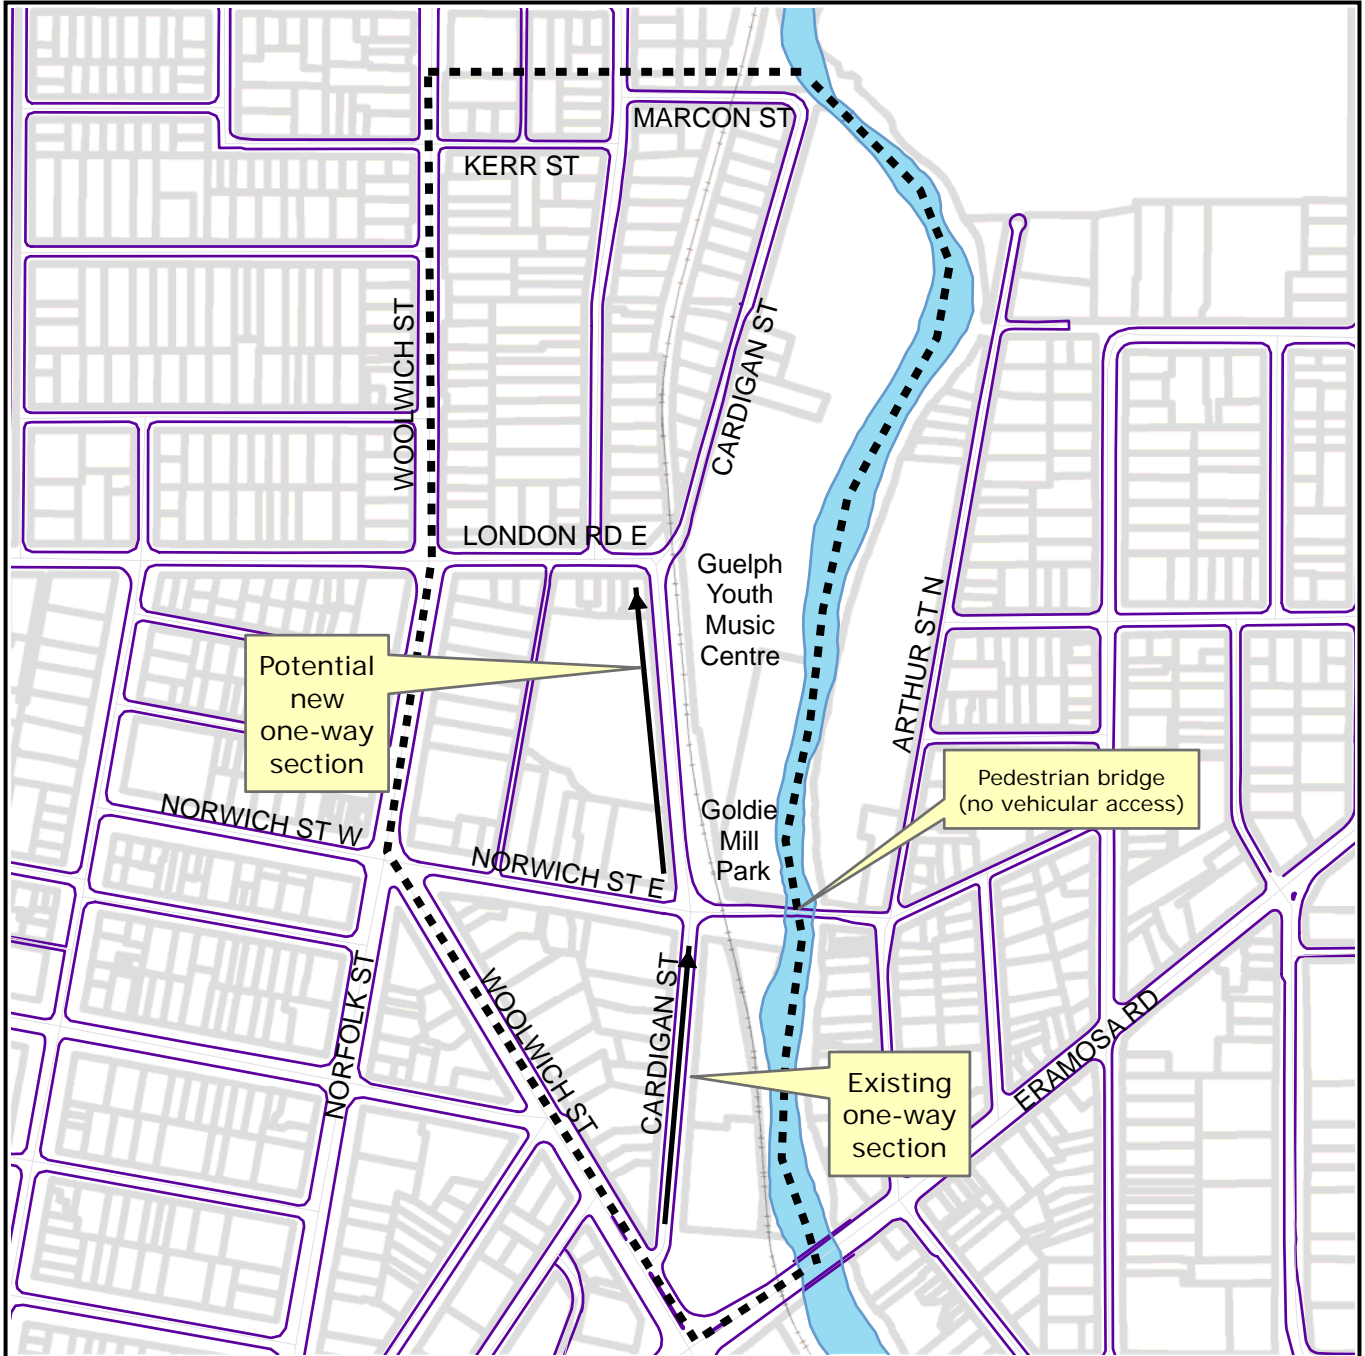 MARCON ST
KERR ST
WOOLWICH ST
CARDIGAN ST
LONDON RD E
Guelph
Youth
Music
Centre
ARTHUR ST N
Potential
new
one-way
section
Pedestrian bridge
(no vehicular access)
NORWICH ST W
NORWICH ST E
Goldie
Mill
Park
NORFOLK ST
WOOLWICH ST
CARDIGAN ST
ERAMOSA RD
Existing
one-way
section